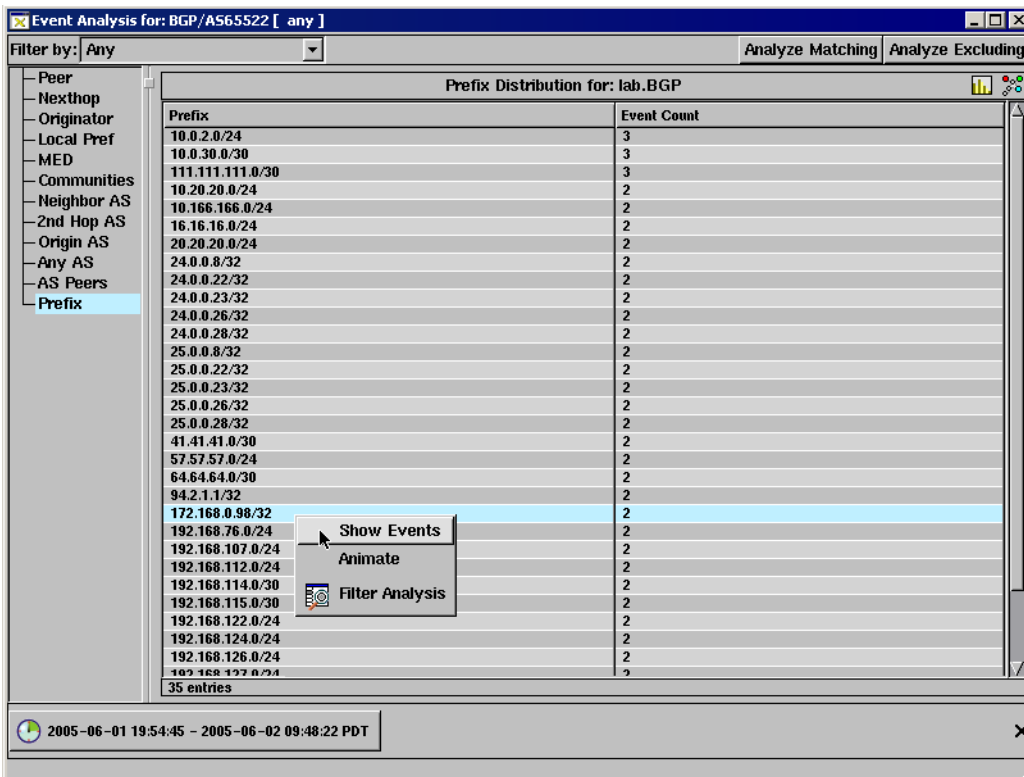 Event Analysis for: BGP/AS65522 [ any ]
Filter by: Any Analyze Matching Analyze Excluding
Peer
Nexthop
Originator
Local Pref
MED
Communities
Neighbor AS
2nd Hop AS
Origin AS
Any AS
AS Peers
Prefix
Prefix Distribution for: lab.BGP
Prefix Event Count
10.0.2.0/24 3
10.0.30.0/30 3
111.111.111.0/30 3
10.20.20.0/24 2
10.166.166.0/24 2
16.16.16.0/24 2
20.20.20.0/24 2
24.0.0.8/32 2
24.0.0.22/32 2
24.0.0.23/32 2
24.0.0.26/32 2
24.0.0.28/32 2
25.0.0.8/32 2
25.0.0.22/32 2
25.0.0.23/32 2
25.0.0.26/32 2
25.0.0.28/32 2
41.41.41.0/30 2
57.57.57.0/24 2
64.64.64.0/30 2
94.2.1.1/32 2
172.168.0.98/32 2
192.168.76.0/24 2
192.168.107.0/24 2
192.168.112.0/24 2
192.168.114.0/30 2
192.168.115.0/30 2
192.168.122.0/24 2
192.168.124.0/24 2
192.168.126.0/24 2
192.168.127.0/24 2
Show Events
Animate
Filter Analysis
35 entries
2005-06-01 19:54:45 - 2005-06-02 09:48:22 PDT